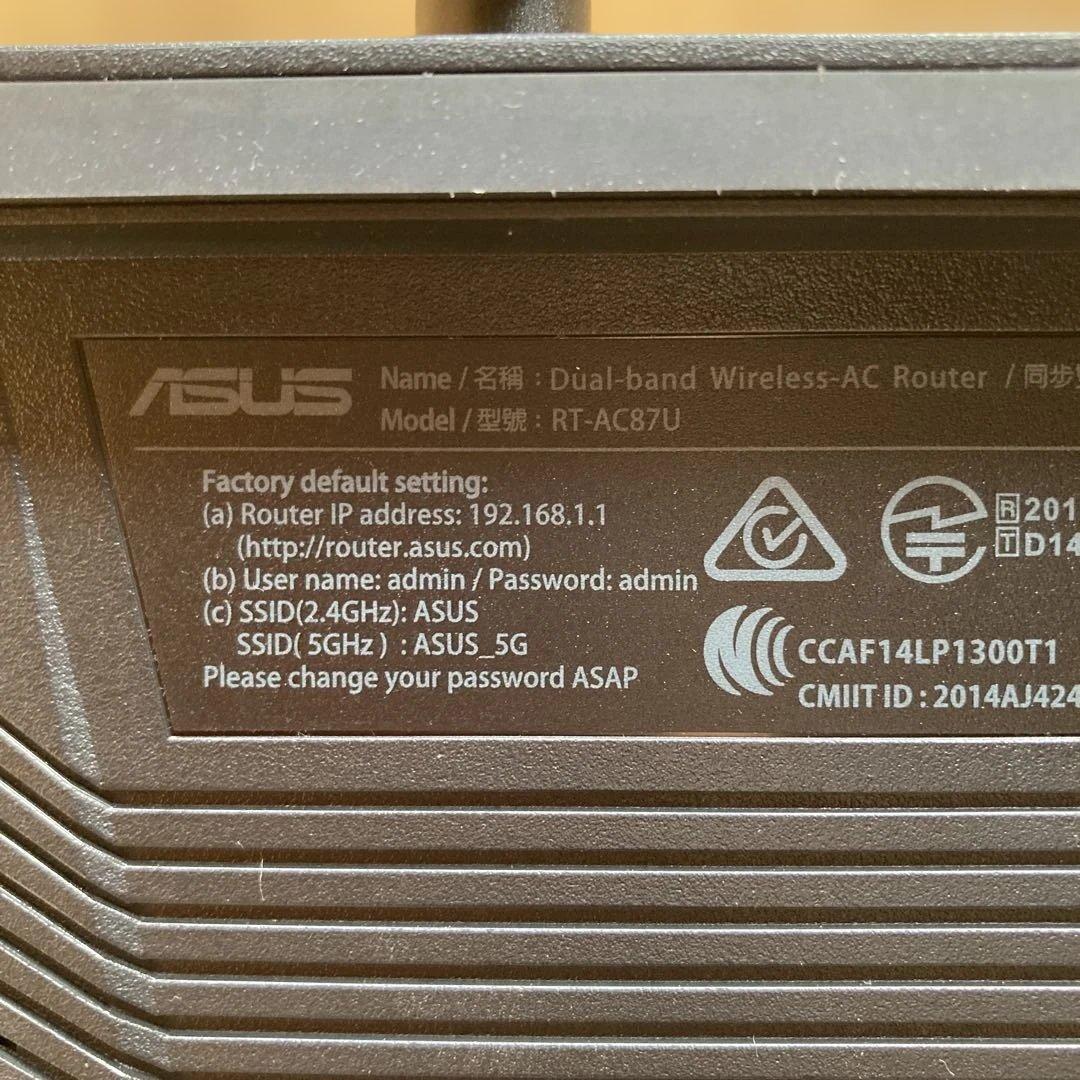 ASUS
Name / 名稱 : Dual-band Wireless-AC Router / 同步
Model / 型號 : RT-AC87U
Factory default setting:
(a) Router IP address: 192.168.1.1
(http://router.asus.com)
(b) User name: admin / Password: admin
(c) SSID(2.4GHz): ASUS
SSID( 5GHz ) : ASUS_5G
Please change your password ASAP
R 201
T D14
CCAF14LP1300T1
CMIIT ID : 2014AJ424